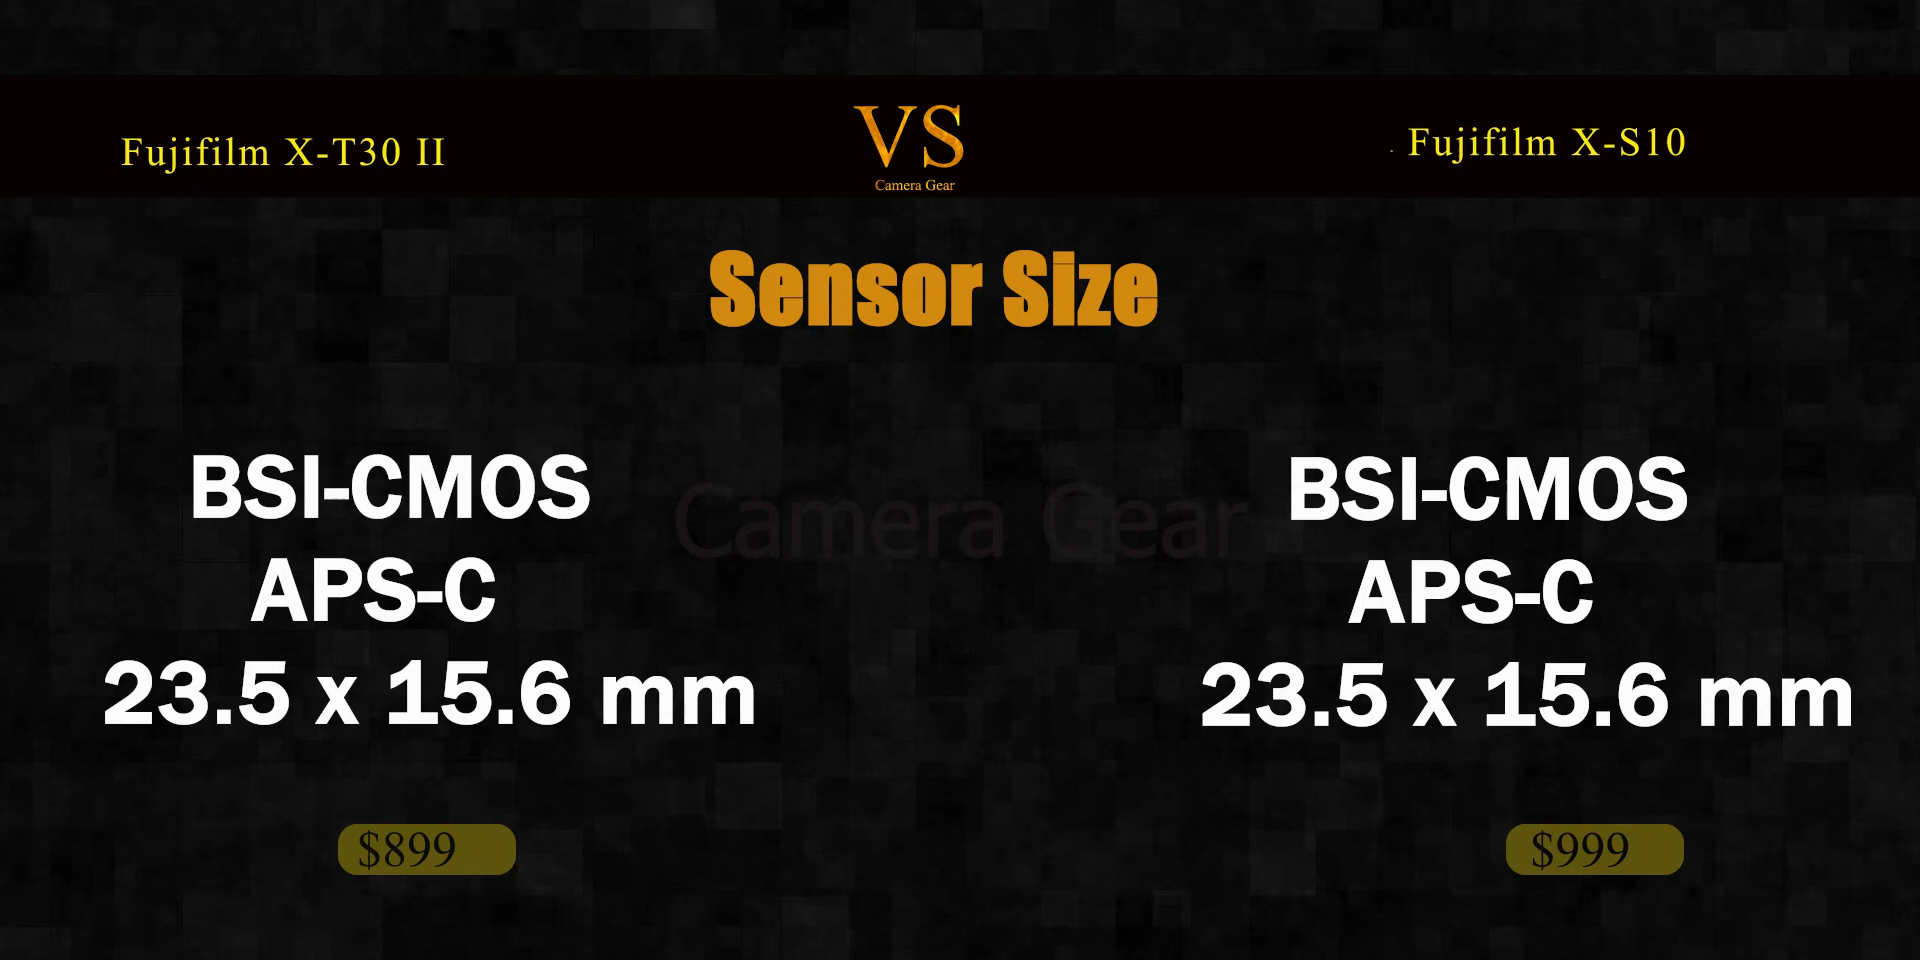 Fujifilm X-T30 II
VS
Camera Gear
Fujifilm X-S10
Sensor Size
BSI-CMOS
APS-C
23.5 x 15.6 mm
BSI-CMOS
APS-C
23.5 x 15.6 mm
Camera Gear
$899
$999